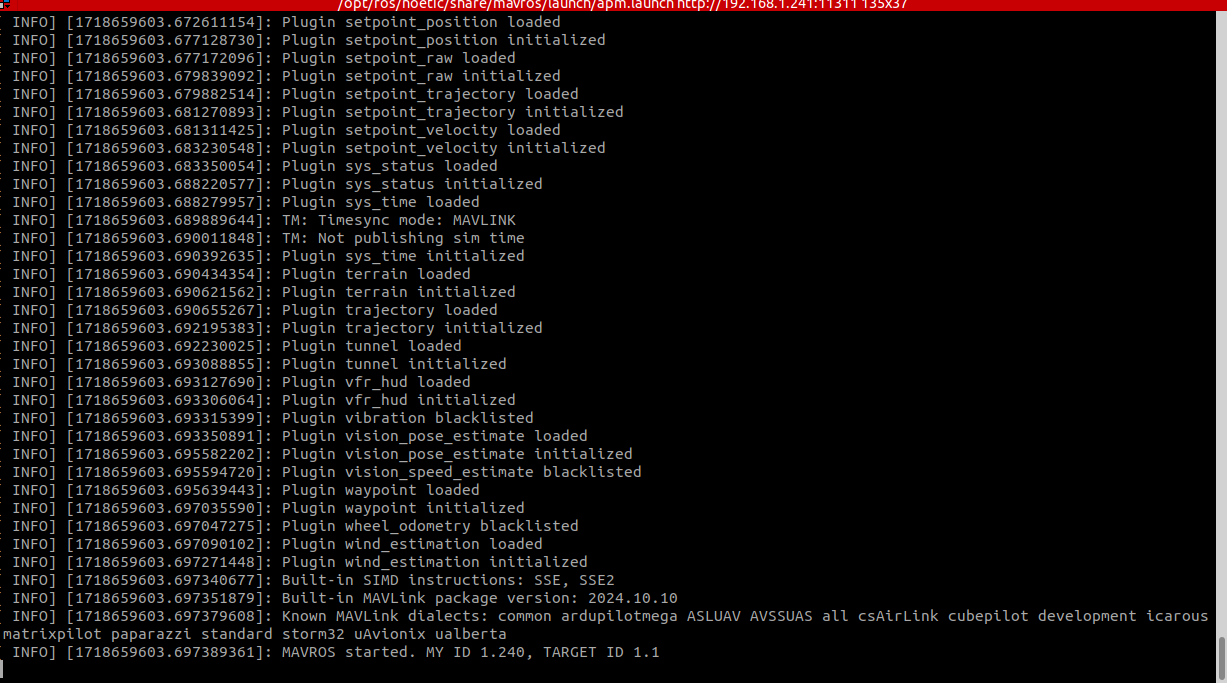 /opt/ros/noetic/share/mavros/launch/apm.launch http://192.168.1.241:11311 135x37
INFO] [1718659603.672611154]: Plugin setpoint_position loaded
INFO] [1718659603.677128730]: Plugin setpoint_position initialized
INFO] [1718659603.677172096]: Plugin setpoint_raw loaded
INFO] [1718659603.679839092]: Plugin setpoint_raw initialized
INFO] [1718659603.679882514]: Plugin setpoint_trajectory loaded
INFO] [1718659603.681270893]: Plugin setpoint_trajectory initialized
INFO] [1718659603.681311425]: Plugin setpoint_velocity loaded
INFO] [1718659603.683230548]: Plugin setpoint_velocity initialized
INFO] [1718659603.683350054]: Plugin sys_status loaded
INFO] [1718659603.688220577]: Plugin sys_status initialized
INFO] [1718659603.688279957]: Plugin sys_time loaded
INFO] [1718659603.689889644]: TM: Timesync mode: MAVLINK
INFO] [1718659603.690011848]: TM: Not publishing sim time
INFO] [1718659603.690392635]: Plugin sys_time initialized
INFO] [1718659603.690434354]: Plugin terrain loaded
INFO] [1718659603.690621562]: Plugin terrain initialized
INFO] [1718659603.690655267]: Plugin trajectory loaded
INFO] [1718659603.692195383]: Plugin trajectory initialized
INFO] [1718659603.692230025]: Plugin tunnel loaded
INFO] [1718659603.693088855]: Plugin tunnel initialized
INFO] [1718659603.693127690]: Plugin vfr_hud loaded
INFO] [1718659603.693306064]: Plugin vfr_hud initialized
INFO] [1718659603.693315399]: Plugin vibration blacklisted
INFO] [1718659603.693350891]: Plugin vision_pose_estimate loaded
INFO] [1718659603.695582202]: Plugin vision_pose_estimate initialized
INFO] [1718659603.695594720]: Plugin vision_speed_estimate blacklisted
INFO] [1718659603.695639443]: Plugin waypoint loaded
INFO] [1718659603.697035590]: Plugin waypoint initialized
INFO] [1718659603.697047275]: Plugin wheel_odometry blacklisted
INFO] [1718659603.697090102]: Plugin wind_estimation loaded
INFO] [1718659603.697271448]: Plugin wind_estimation initialized
INFO] [1718659603.697340677]: Built-in SIMD instructions: SSE, SSE2
INFO] [1718659603.697351879]: Built-in MAVLink package version: 2024.10.10
INFO] [1718659603.697379608]: Known MAVLink dialects: common ardupilotmega ASLUAV AVSSUAS all csAirLink cubepilot development icarous
matrixpilot paparazzi standard storm32 uAvionix ualberta
INFO] [1718659603.697389361]: MAVROS started. MY ID 1.240, TARGET ID 1.1